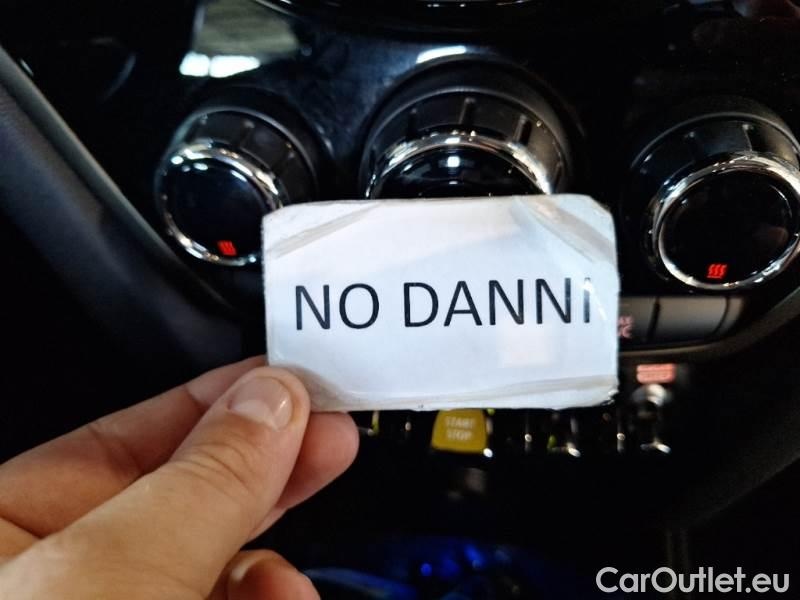 NO DANNI
START
STOP
CarOutlet.eu